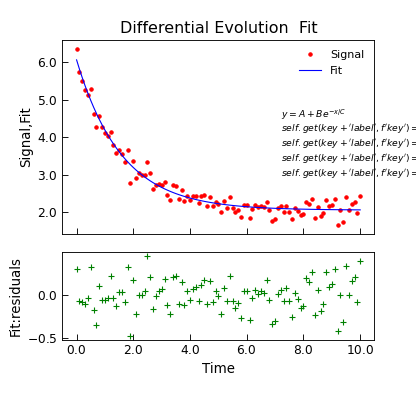 Differential Evolution  Fit
Signal,Fit
6.0
5.0
4.0
3.0
2.0
Signal
Fit
y = A + Be^{-x/C}
self.get(key +'label', f'key') =
self.get(key +'label', f'key') =
self.get(key +'label', f'key') =
self.get(key +'label', f'key') =
Fit:residuals
0.0
−0.5
0.0
2.0
4.0
6.0
8.0
10.0
Time